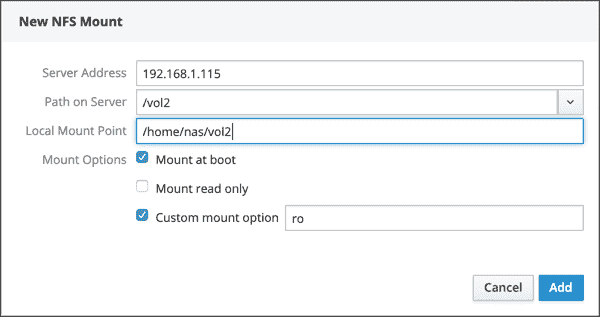 New NFS Mount
Server Address 192.168.1.115
Path on Server /vol2
Local Mount Point /home/nas/vol2
Mount Options Mount at boot
Mount read only
Custom mount option ro
Cancel Add